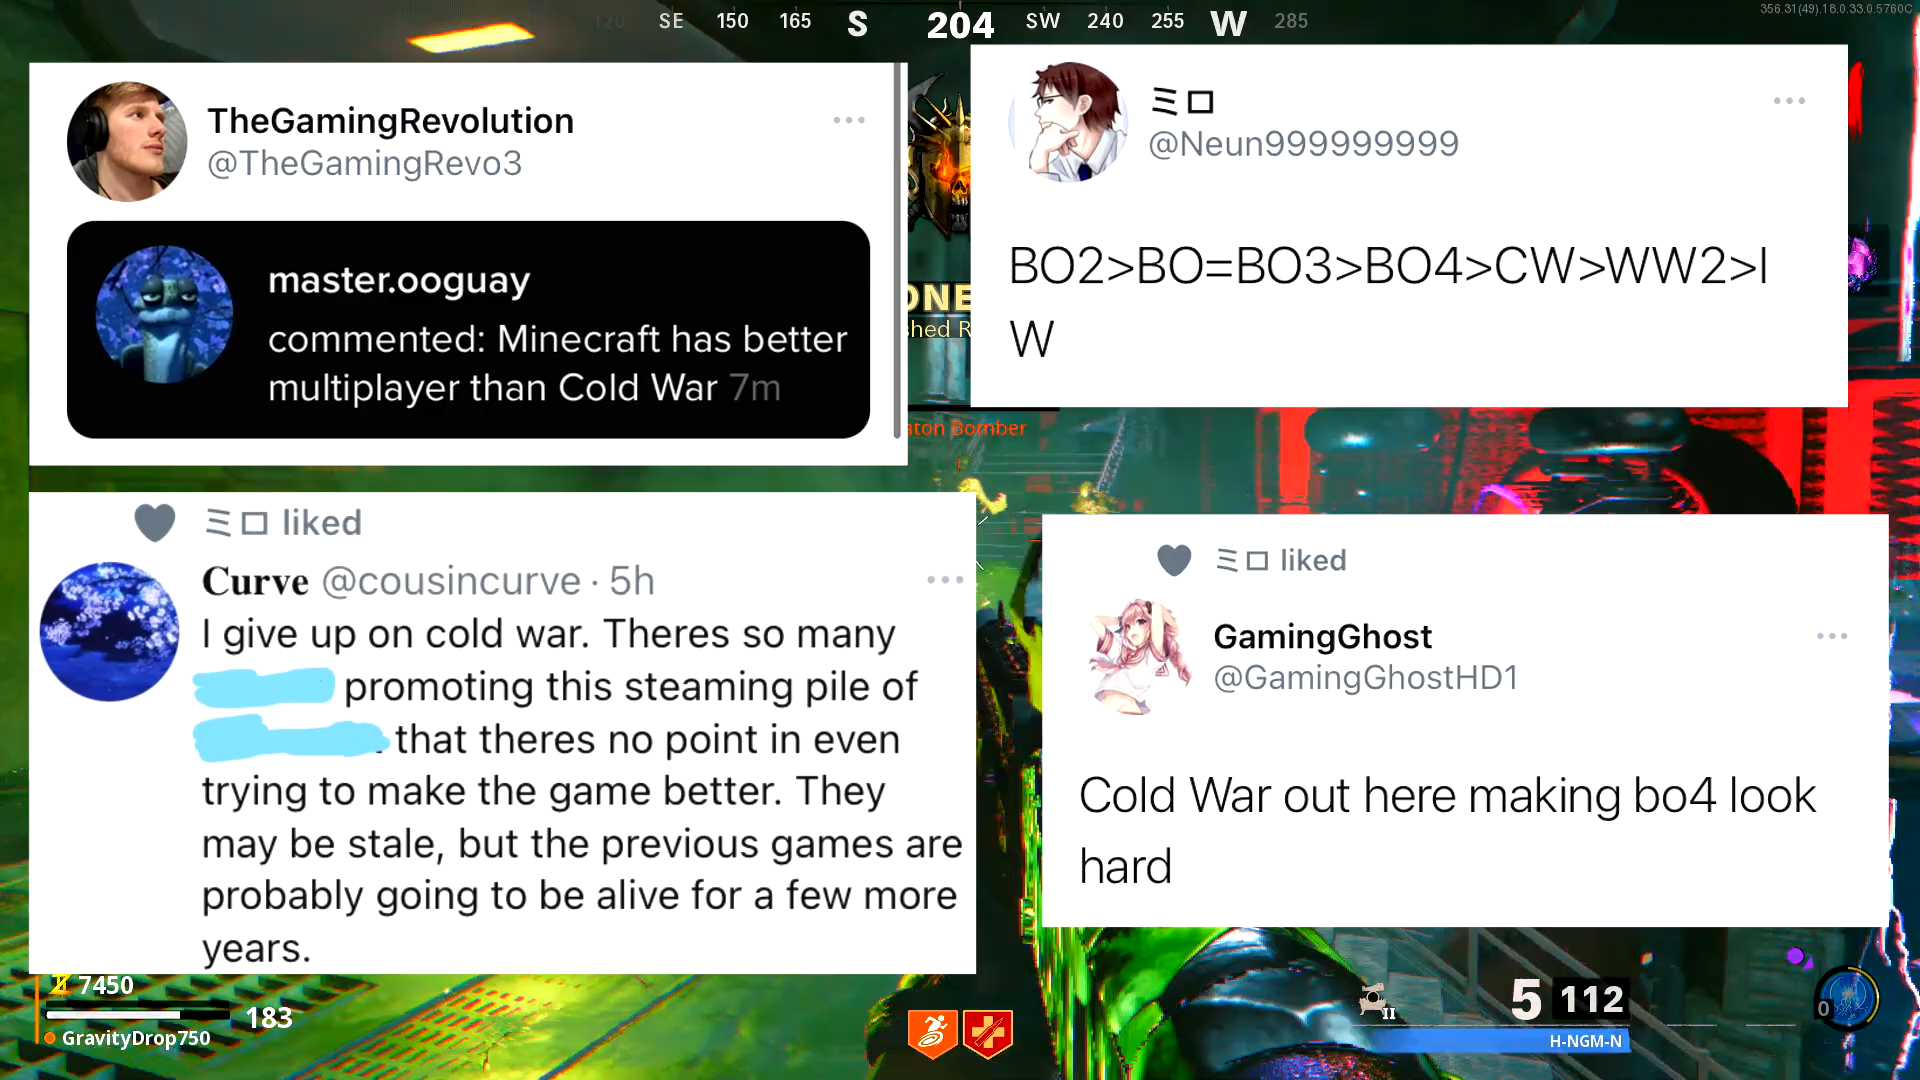 120 SE 150 165 S 204 SW 240 255 W 285
356.31(49).18.0.33.0.5760C
TheGamingRevolution
@TheGamingRevo3
master.ooguay
commented: Minecraft has better
multiplayer than Cold War 7m
ミロ
@Neun999999999
BO2>BO=BO3>BO4>CW>WW2>I
W
Bomber
ミロ liked
Curve @cousincurve · 5h
I give up on cold war. Theres so many
promoting this steaming pile of
that theres no point in even
trying to make the game better. They
may be stale, but the previous games are
probably going to be alive for a few more
years.
ミロ liked
GamingGhost
@GamingGhostHD1
Cold War out here making bo4 look
hard
7450
183
GravityDrop750
II
5 112
H-NGM-N
0